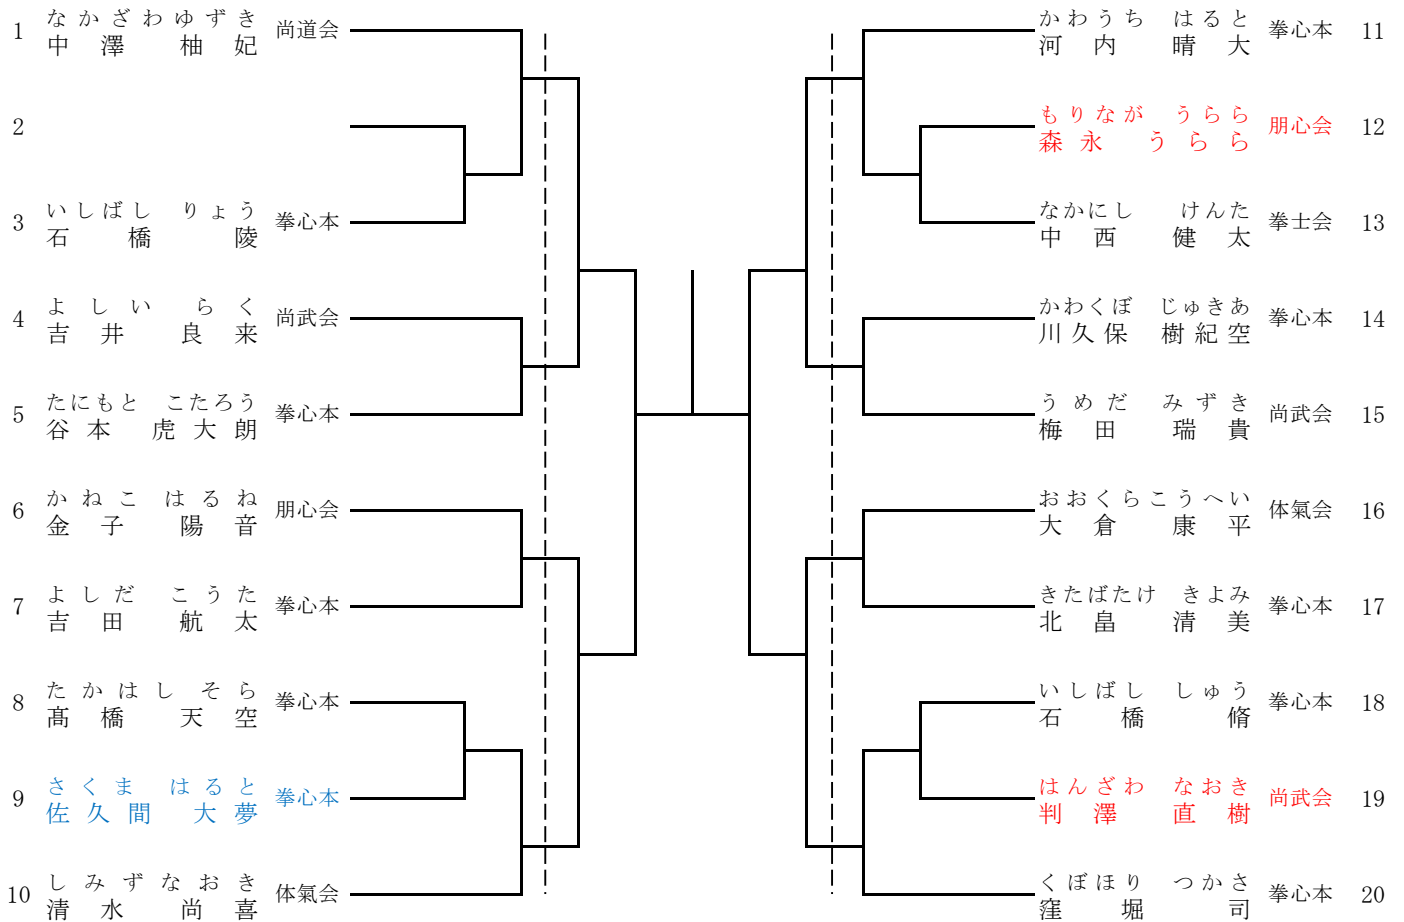 なかざわゆずき
1 中澤 柚妃 尚道会
2
いしばし りょう
3 石橋 陵 拳心本
よしい らく
4 吉井 良来 尚武会
たにもと こたろう
5 谷本 虎大朗 拳心本
かねこ はるね
6 金子 陽音 朋心会
よしだ こうた
7 吉田 航太 拳心本
たかはし そら
8 髙橋 天空 拳心本
さくま はると
9 佐久間 大夢 拳心本
しみずなおき
10 清水 尚喜 体氣会
かわうち はると
河内 晴大 拳心本 11
もりなが うらら
森永 うらら 朋心会 12
なかにし けんた
中西 健太 拳士会 13
かわくぼ じゅきあ
川久保 樹紀空 拳心本 14
うめだ みずき
梅田 瑞貴 尚武会 15
おおくらこうへい
大倉 康平 体氣会 16
きたばたけ きよみ
北畠 清美 拳心本 17
いしばし しゅう
石橋 脩 拳心本 18
はんざわ なおき
判澤 直樹 尚武会 19
くぼほり つかさ
窪堀 司 拳心本 20